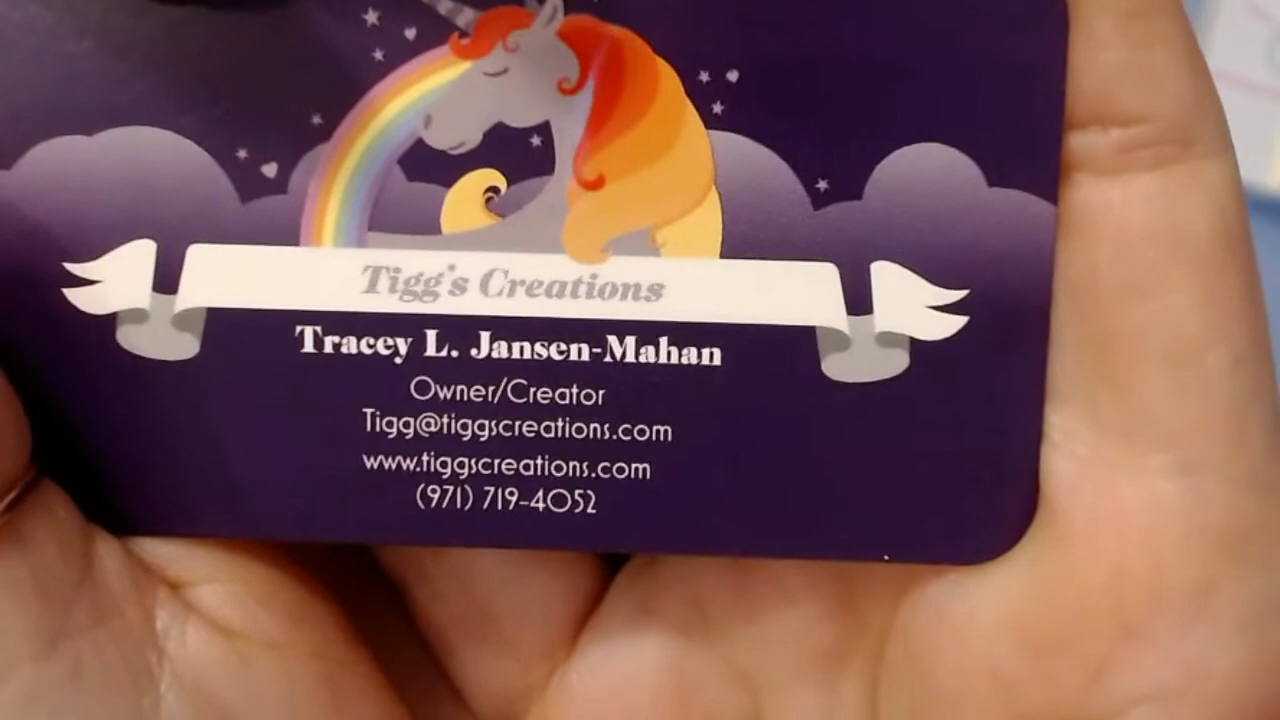 Tigg's Creations
Tracey L. Jansen-Mahan
Owner/Creator
Tigg@tiggscreations.com
www.tiggscreations.com
(971) 719-4052